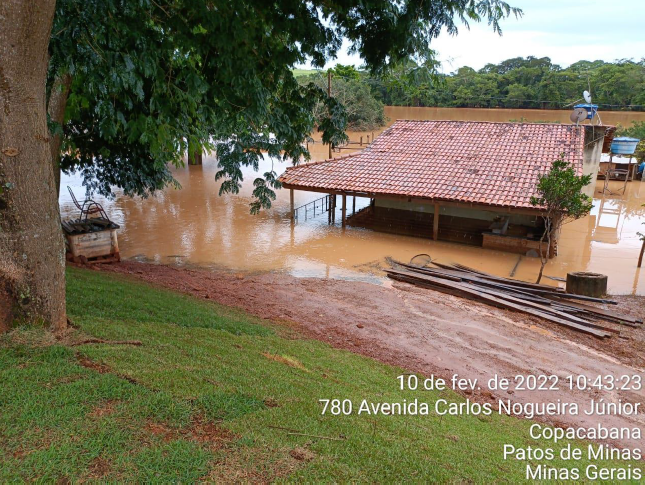 10 de fev. de 2022 10:43:23
780 Avenida Carlos Nogueira Júnior
Copacabana
Patos de Minas
Minas Gerais